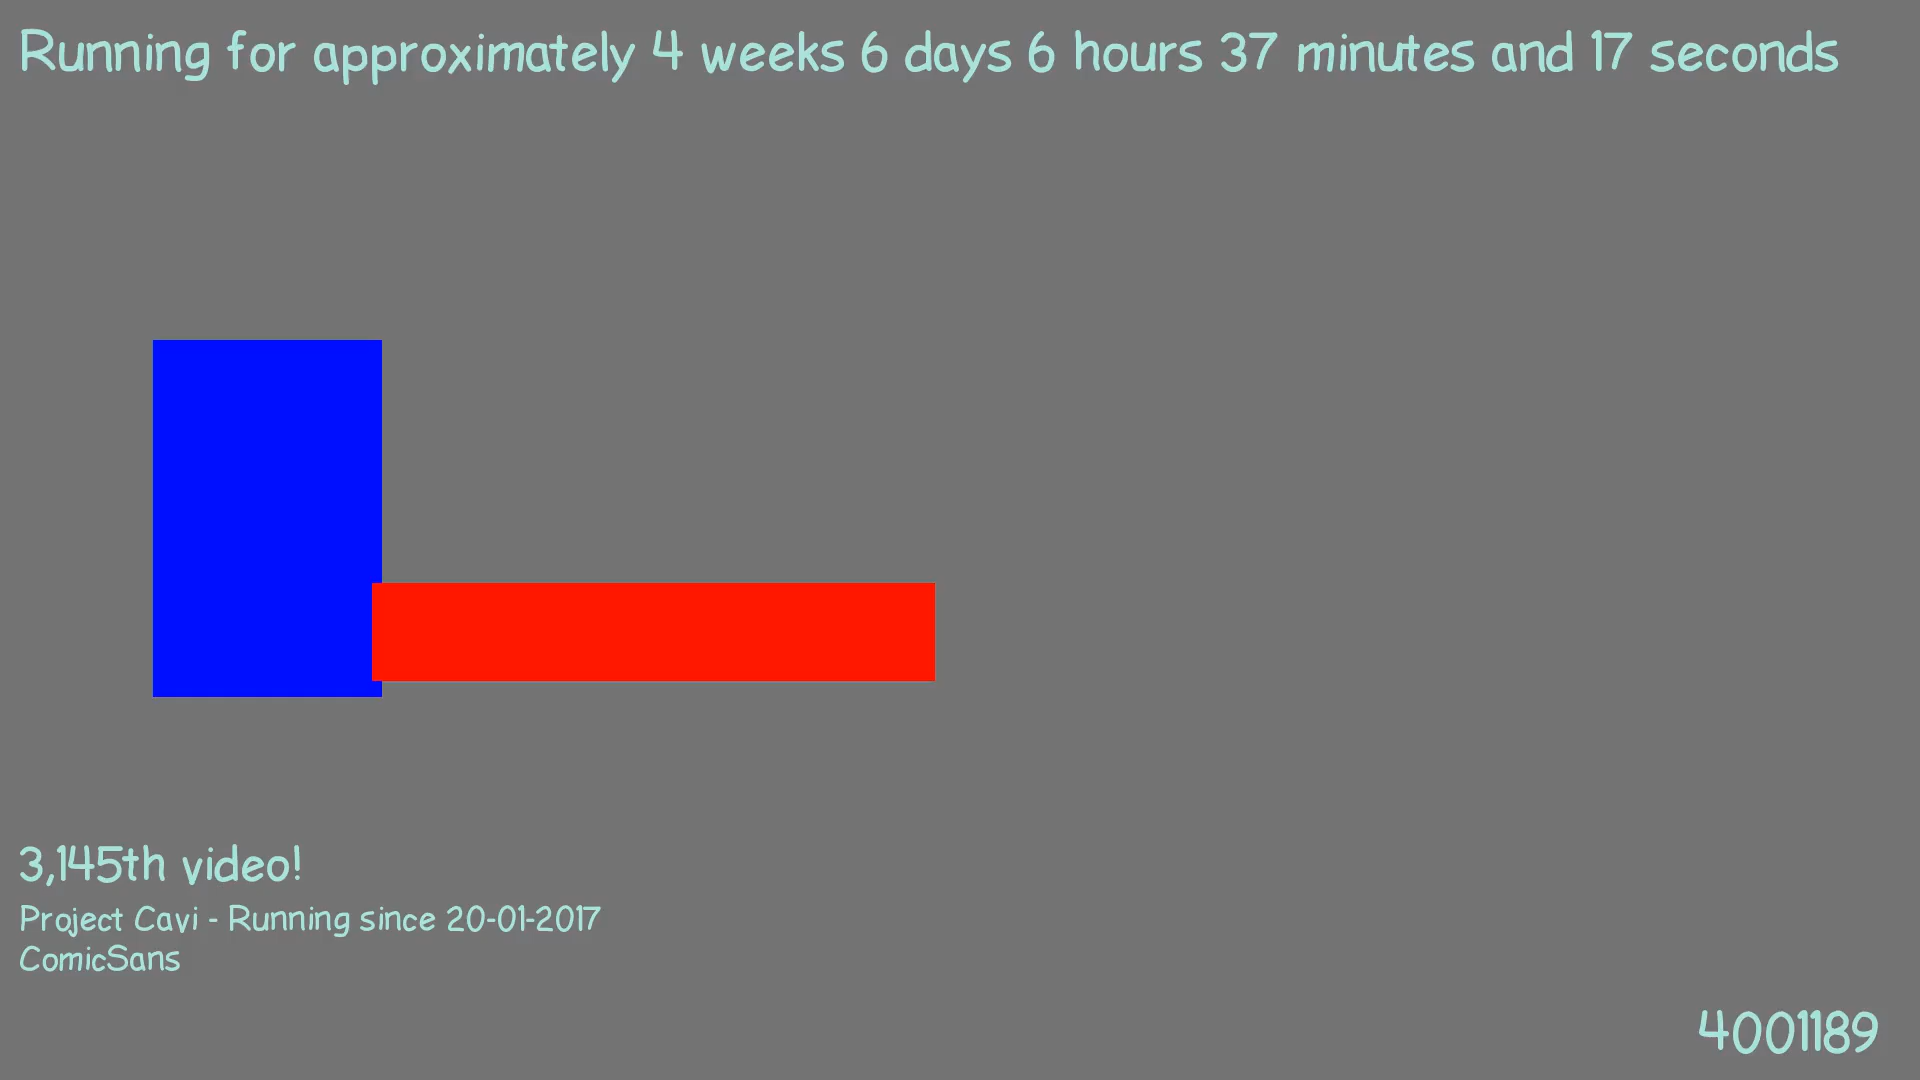 Running for approximately 4 weeks 6 days 6 hours 37 minutes and 17 seconds
3,145th video!
Project Cavi - Running since 20-01-2017
ComicSans
4001189